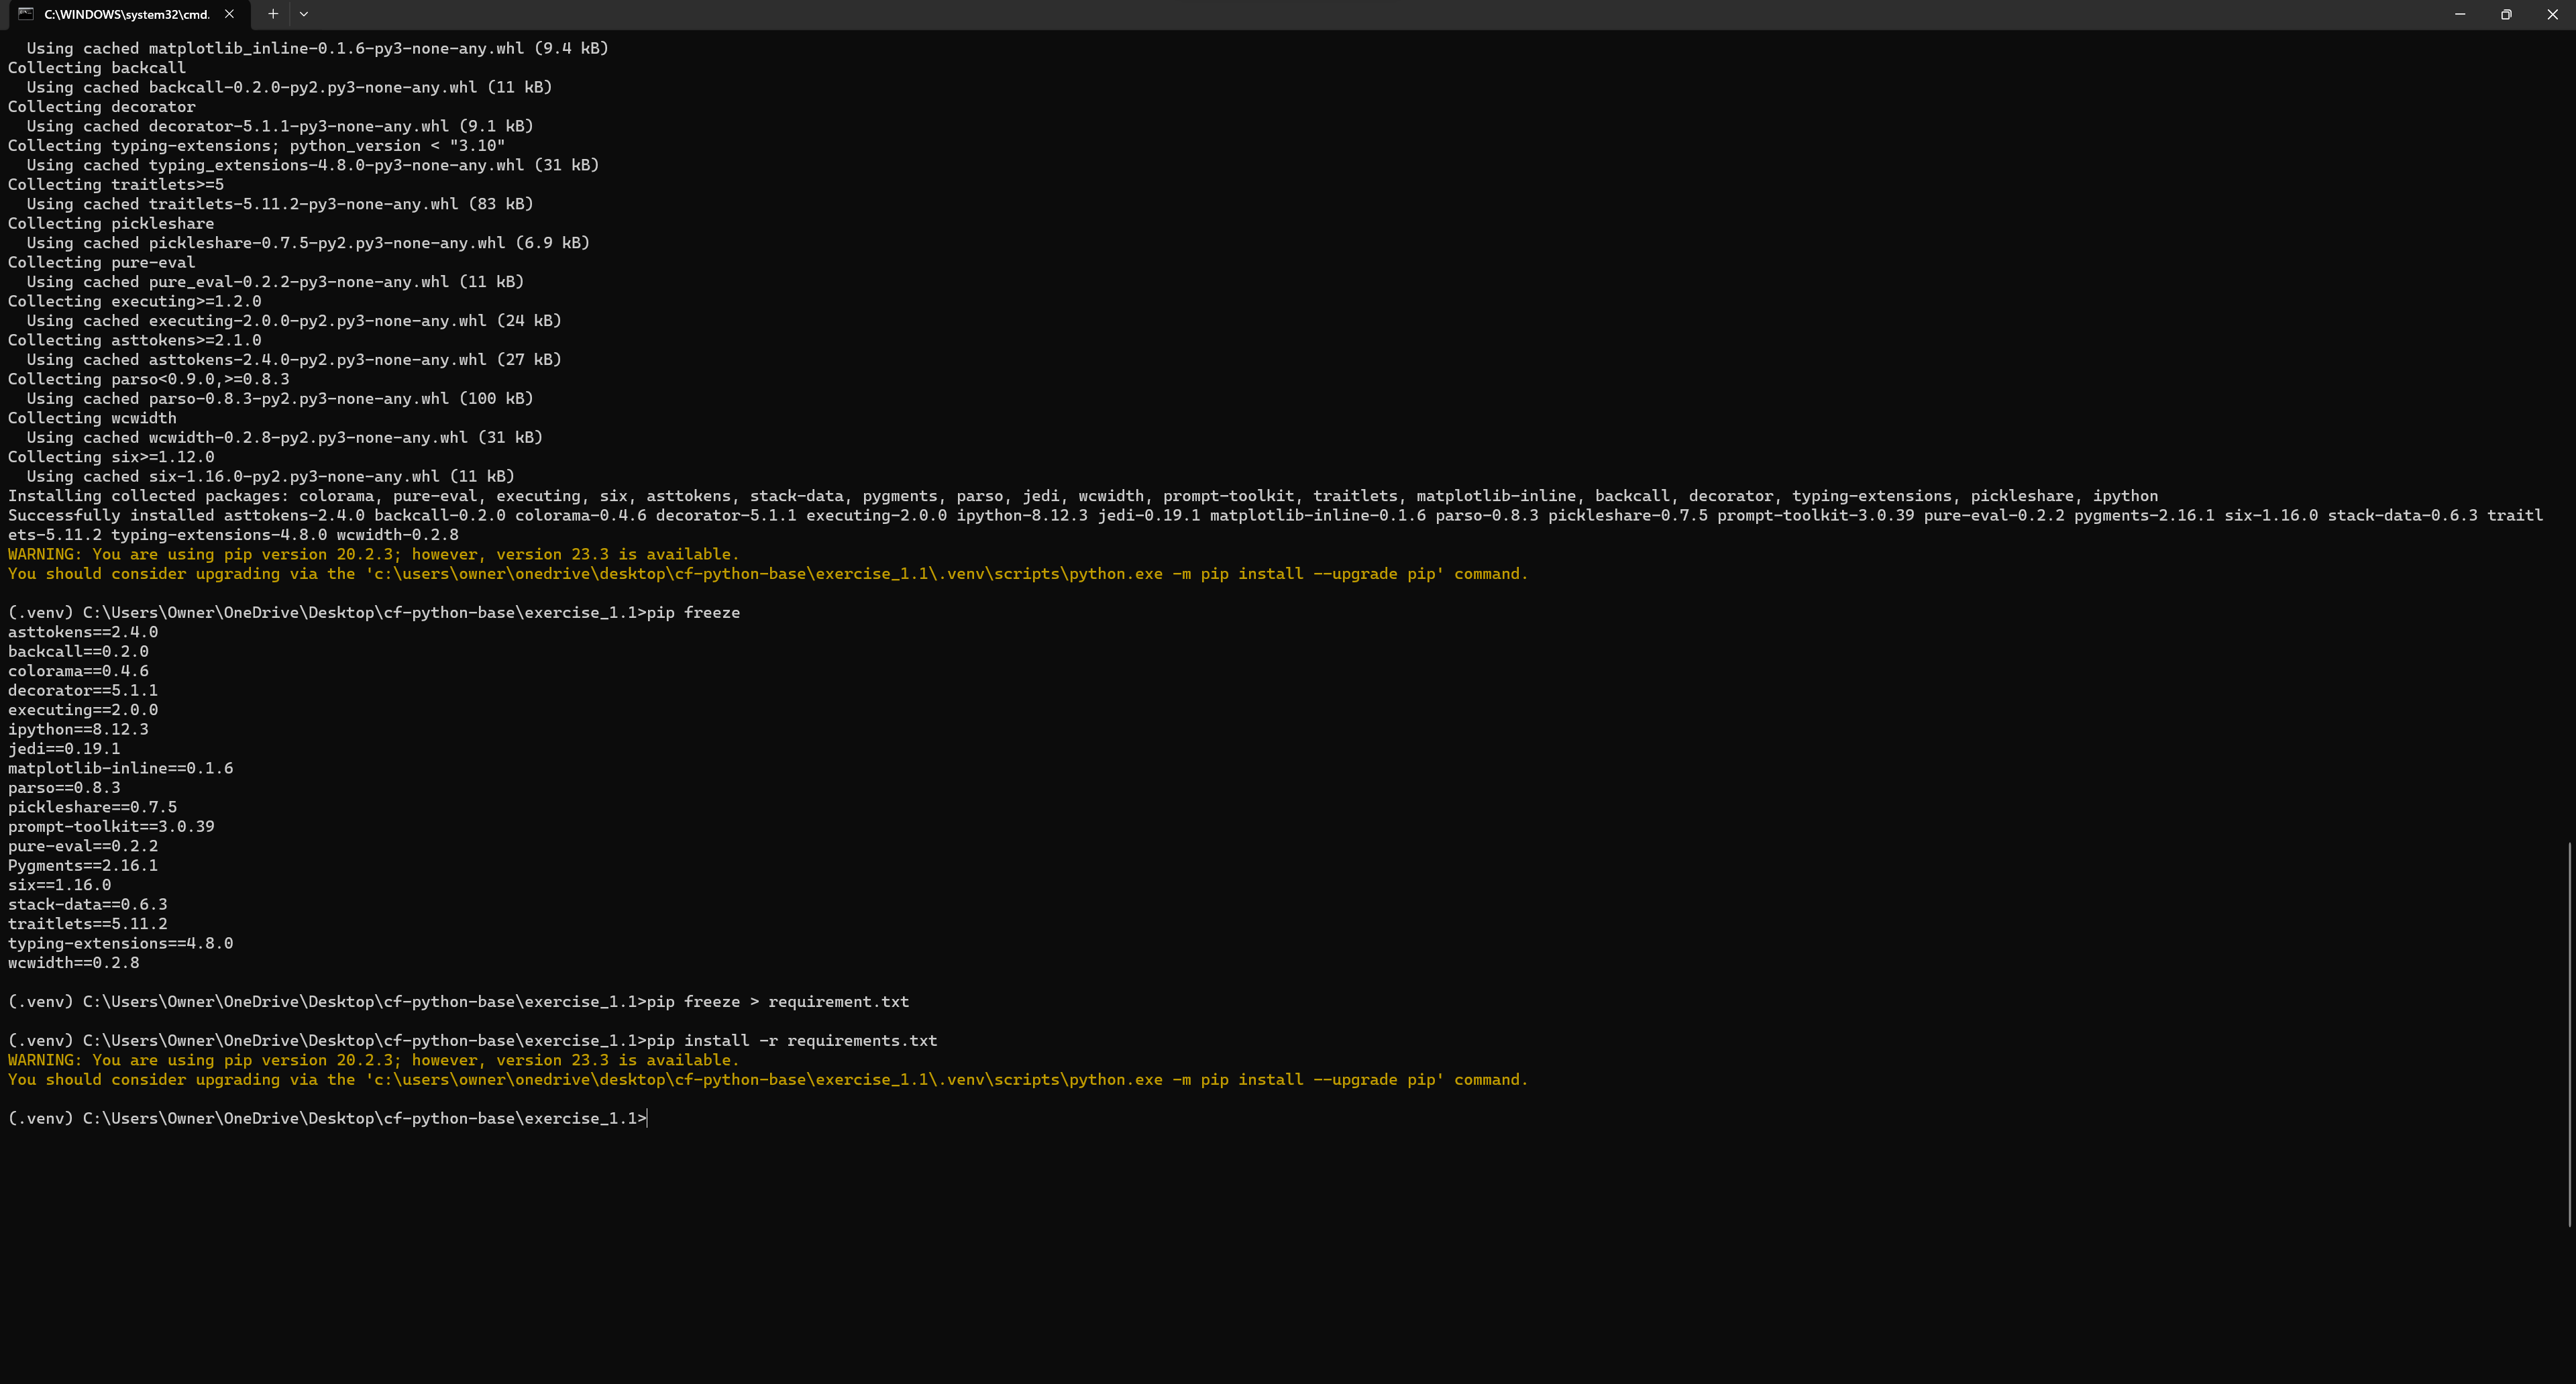 C:\WINDOWS\system32\cmd.
Using cached matplotlib_inline-0.1.6-py3-none-any.whl (9.4 kB)
Collecting backcall
Using cached backcall-0.2.0-py2.py3-none-any.whl (11 kB)
Collecting decorator
Using cached decorator-5.1.1-py3-none-any.whl (9.1 kB)
Collecting typing-extensions; python_version < "3.10"
Using cached typing_extensions-4.8.0-py3-none-any.whl (31 kB)
Collecting traitlets>=5
Using cached traitlets-5.11.2-py3-none-any.whl (83 kB)
Collecting pickleshare
Using cached pickleshare-0.7.5-py2.py3-none-any.whl (6.9 kB)
Collecting pure-eval
Using cached pure_eval-0.2.2-py3-none-any.whl (11 kB)
Collecting executing>=1.2.0
Using cached executing-2.0.0-py2.py3-none-any.whl (24 kB)
Collecting asttokens>=2.1.0
Using cached asttokens-2.4.0-py2.py3-none-any.whl (27 kB)
Collecting parso<0.9.0,>=0.8.3
Using cached parso-0.8.3-py2.py3-none-any.whl (100 kB)
Collecting wcwidth
Using cached wcwidth-0.2.8-py2.py3-none-any.whl (31 kB)
Collecting six>=1.12.0
Using cached six-1.16.0-py2.py3-none-any.whl (11 kB)
Installing collected packages: colorama, pure-eval, executing, six, asttokens, stack-data, pygments, parso, jedi, wcwidth, prompt-toolkit, traitlets, matplotlib-inline, backcall, decorator, typing-extensions, pickleshare, ipython
Successfully installed asttokens-2.4.0 backcall-0.2.0 colorama-0.4.6 decorator-5.1.1 executing-2.0.0 ipython-8.12.3 jedi-0.19.1 matplotlib-inline-0.1.6 parso-0.8.3 pickleshare-0.7.5 prompt-toolkit-3.0.39 pure-eval-0.2.2 pygments-2.16.1 six-1.16.0 stack-data-0.6.3 traitl
ets-5.11.2 typing-extensions-4.8.0 wcwidth-0.2.8
WARNING: You are using pip version 20.2.3; however, version 23.3 is available.
You should consider upgrading via the 'c:\users\owner\onedrive\desktop\cf-python-base\exercise_1.1\.venv\scripts\python.exe -m pip install --upgrade pip' command.
(.venv) C:\Users\Owner\OneDrive\Desktop\cf-python-base\exercise_1.1>pip freeze
asttokens==2.4.0
backcall==0.2.0
colorama==0.4.6
decorator==5.1.1
executing==2.0.0
ipython==8.12.3
jedi==0.19.1
matplotlib-inline==0.1.6
parso==0.8.3
pickleshare==0.7.5
prompt-toolkit==3.0.39
pure-eval==0.2.2
Pygments==2.16.1
six==1.16.0
stack-data==0.6.3
traitlets==5.11.2
typing-extensions==4.8.0
wcwidth==0.2.8
(.venv) C:\Users\Owner\OneDrive\Desktop\cf-python-base\exercise_1.1>pip freeze > requirement.txt
(.venv) C:\Users\Owner\OneDrive\Desktop\cf-python-base\exercise_1.1>pip install -r requirements.txt
WARNING: You are using pip version 20.2.3; however, version 23.3 is available.
You should consider upgrading via the 'c:\users\owner\onedrive\desktop\cf-python-base\exercise_1.1\.venv\scripts\python.exe -m pip install --upgrade pip' command.
(.venv) C:\Users\Owner\OneDrive\Desktop\cf-python-base\exercise_1.1>